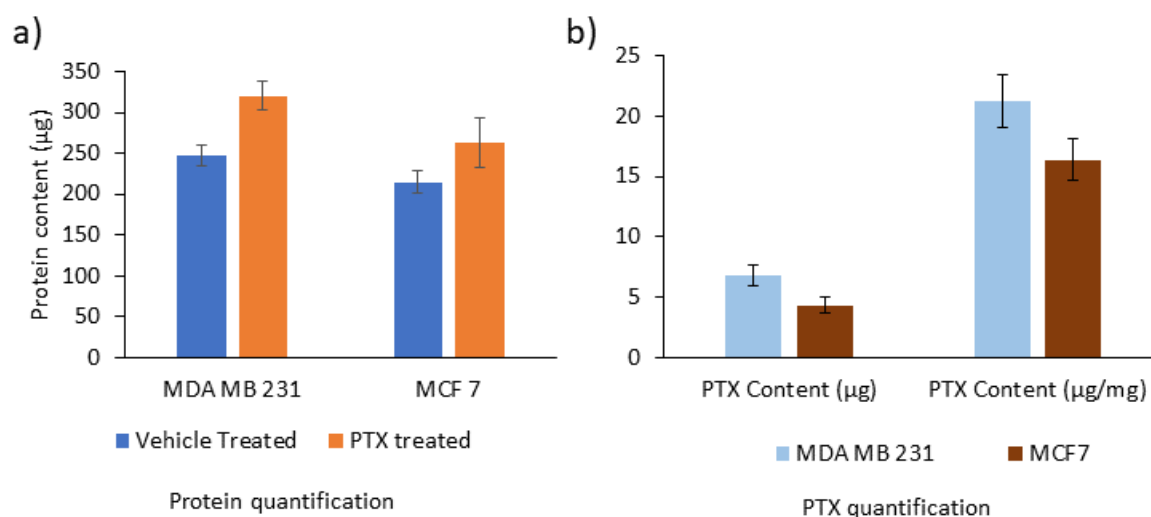 a)
Protein content (µg)
350
300
250
200
150
100
50
0
MDA MB 231 MCF 7
Vehicle Treated PTX treated
Protein quantification
b)
25
20
15
10
5
0
PTX Content (µg) PTX Content (µg/mg)
MDA MB 231 MCF7
PTX quantification